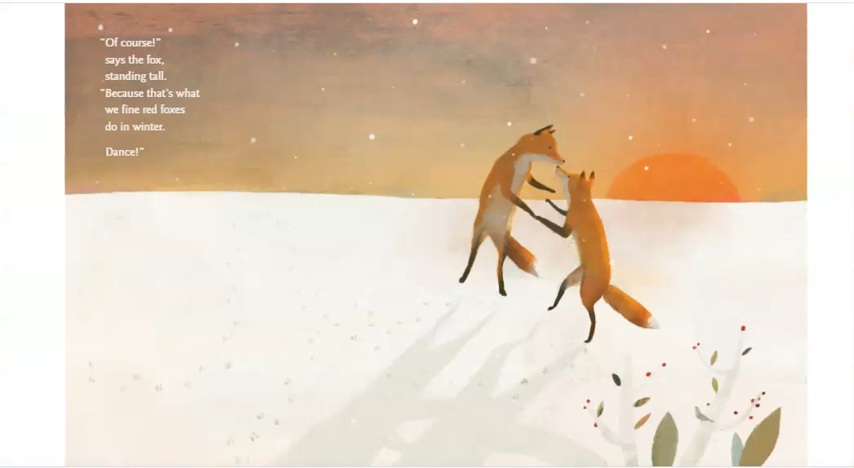 “Of course!”
says the fox,
standing tall.
“Because that’s what
we fine red foxes
do in winter.
Dance!”